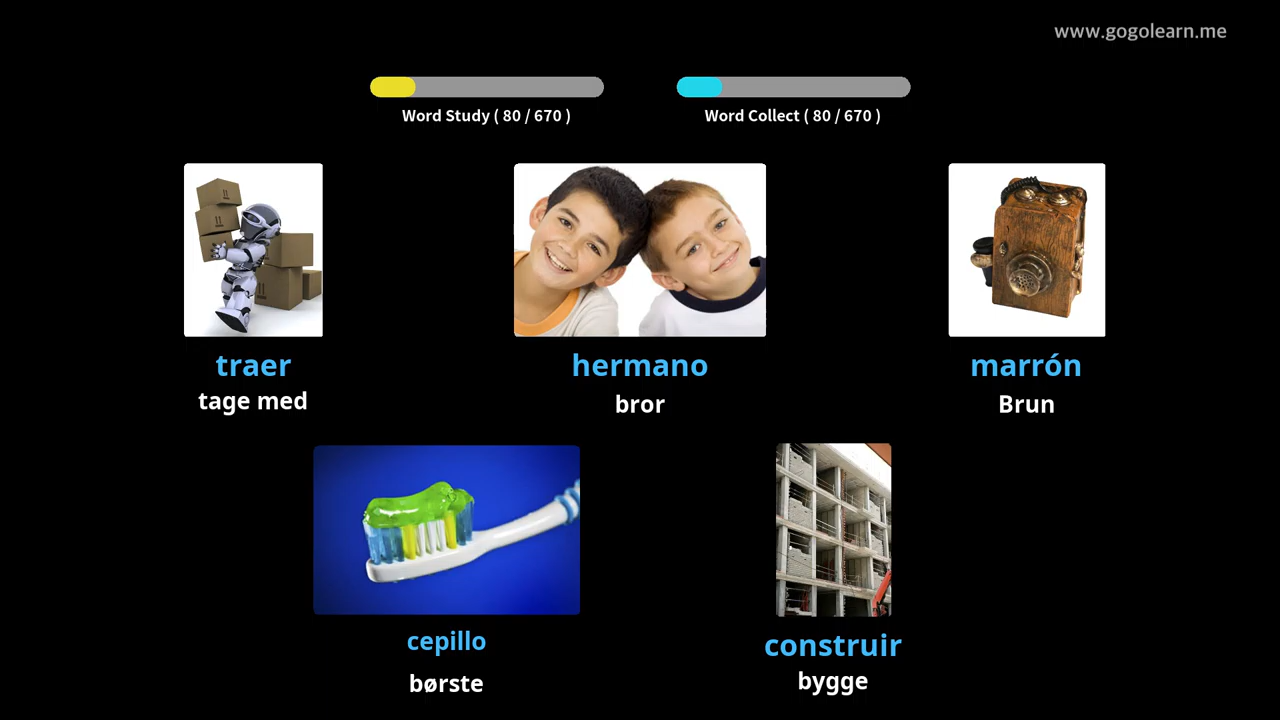 www.gogolearn.me
Word Study ( 80 / 670 )
Word Collect ( 80 / 670 )
traer
tage med
hermano
bror
marrón
Brun
cepillo
børste
construir
bygge